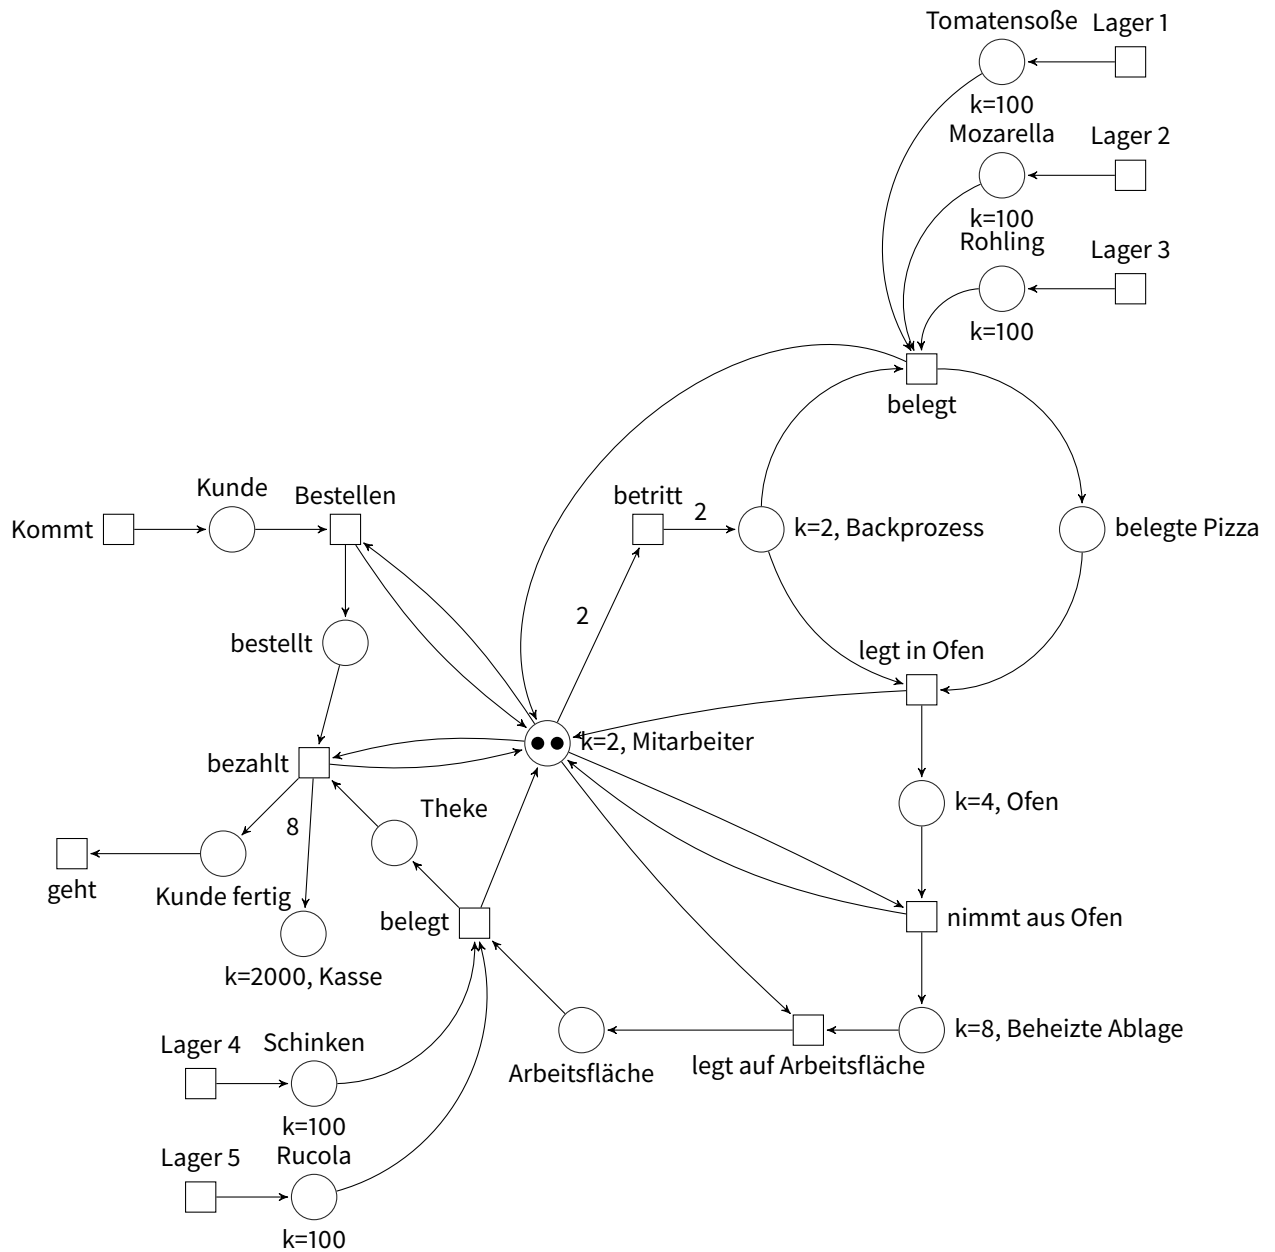 Tomatensoße
Lager 1
k=100
Mozarella
Lager 2
k=100
Rohling
Lager 3
k=100
belegt
Kunde
Bestellen
betritt
2
Kommt
k=2, Backprozess
belegte Pizza
2
bestellt
legt in Ofen
k=2, Mitarbeiter
bezahlt
Theke
k=4, Ofen
8
geht
Kunde fertig
belegt
nimmt aus Ofen
k=2000, Kasse
k=8, Beheizte Ablage
Lager 4
Schinken
Arbeitsfläche
legt auf Arbeitsfläche
k=100
Lager 5
Rucola
k=100